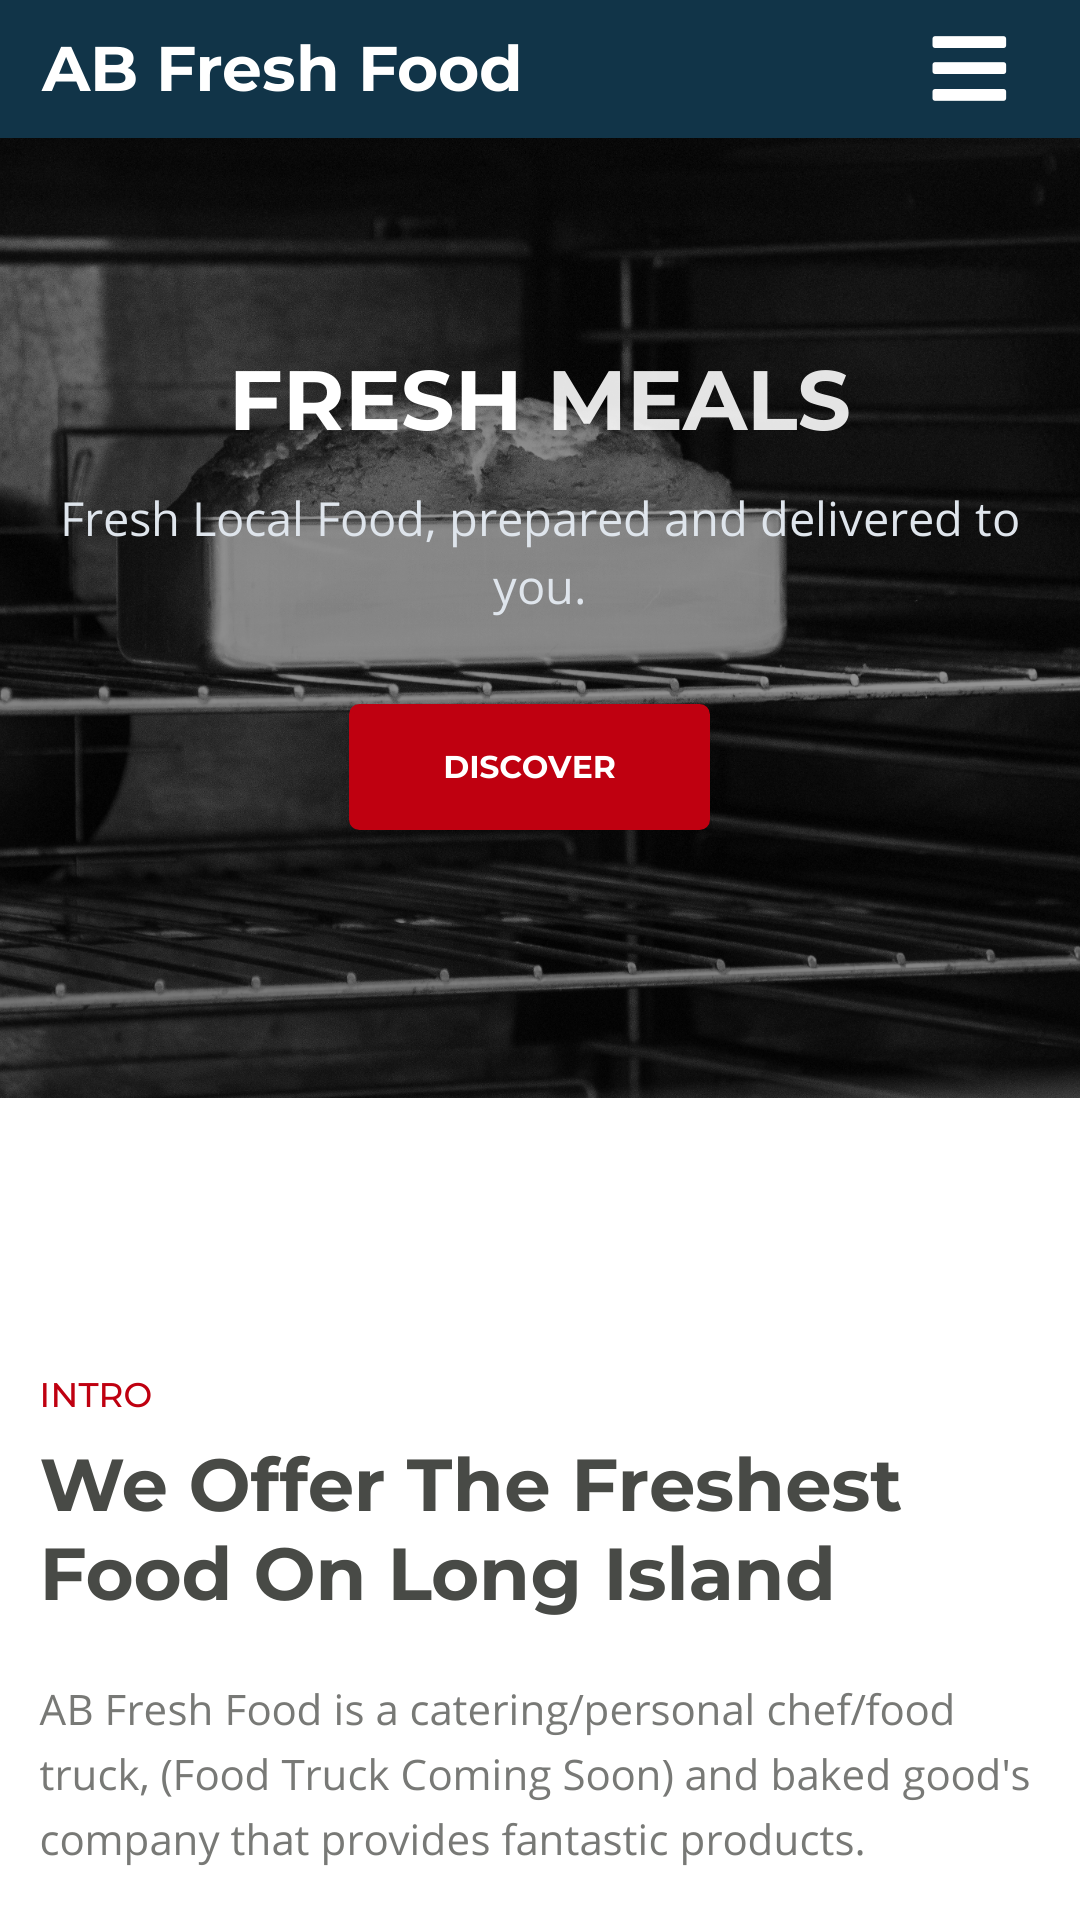 AB Fresh Food
FRESH MEALS
Fresh Local Food, prepared and delivered to
you.
DISCOVER
INTRO
We Offer The Freshest
Food On Long Island
AB Fresh Food is a catering/personal chef/food
truck, (Food Truck Coming Soon) and baked good's
company that provides fantastic products.